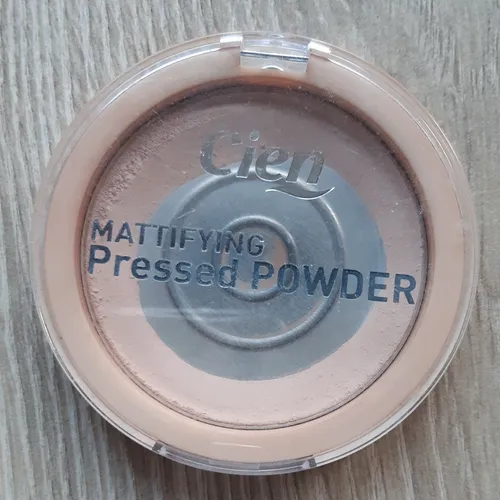 Cien
MATTIFYING
Pressed POWDER